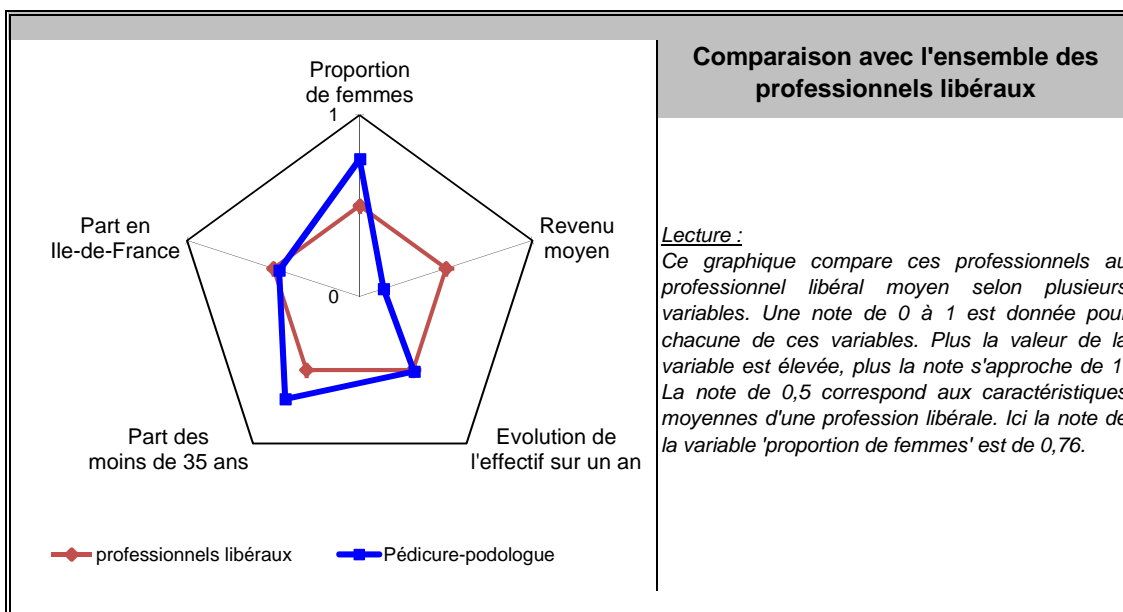 Comparaison avec l'ensemble des
professionnels libéraux
Proportion
de femmes
1
Part en
Ile-de-France
Revenu
moyen
0
Part des
moins de 35 ans
Evolution de
l'effectif sur un an
professionnels libéraux
Pédicure-podologue
Lecture :
Ce graphique compare ces professionnels au
professionnel libéral moyen selon plusieurs
variables. Une note de 0 à 1 est donnée pour
chacune de ces variables. Plus la valeur de la
variable est élevée, plus la note s'approche de 1
La note de 0,5 correspond aux caractéristiques
moyennes d'une profession libérale. Ici la note de
la variable 'proportion de femmes' est de 0,76.